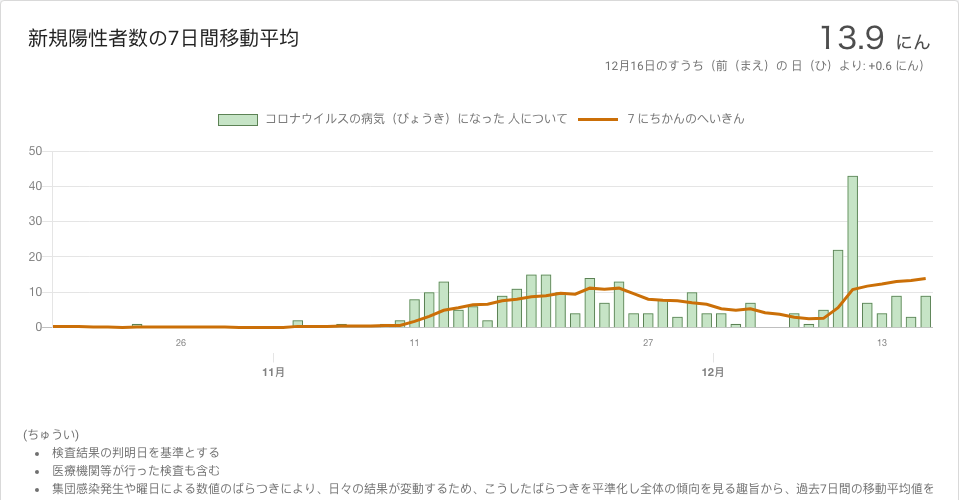 新規陽性者数の7日間移動平均
13.9 にん
12月16日のすうち（前（まえ）の 日（ひ）より: +0.6 にん）
コロナウイルスの病気（びょうき）になった 人について
7 にちかんのへいきん
50
40
30
20
10
0
26
11
27
13
11月
12月
(ちゅうい)
検査結果の判明日を基準とする
医療機関等が行った検査も含む
集団感染発生や曜日による数値のばらつきにより、日々の結果が変動するため、こうしたばらつきを平準化し全体の傾向を見る趣旨から、過去7日間の移動平均値を